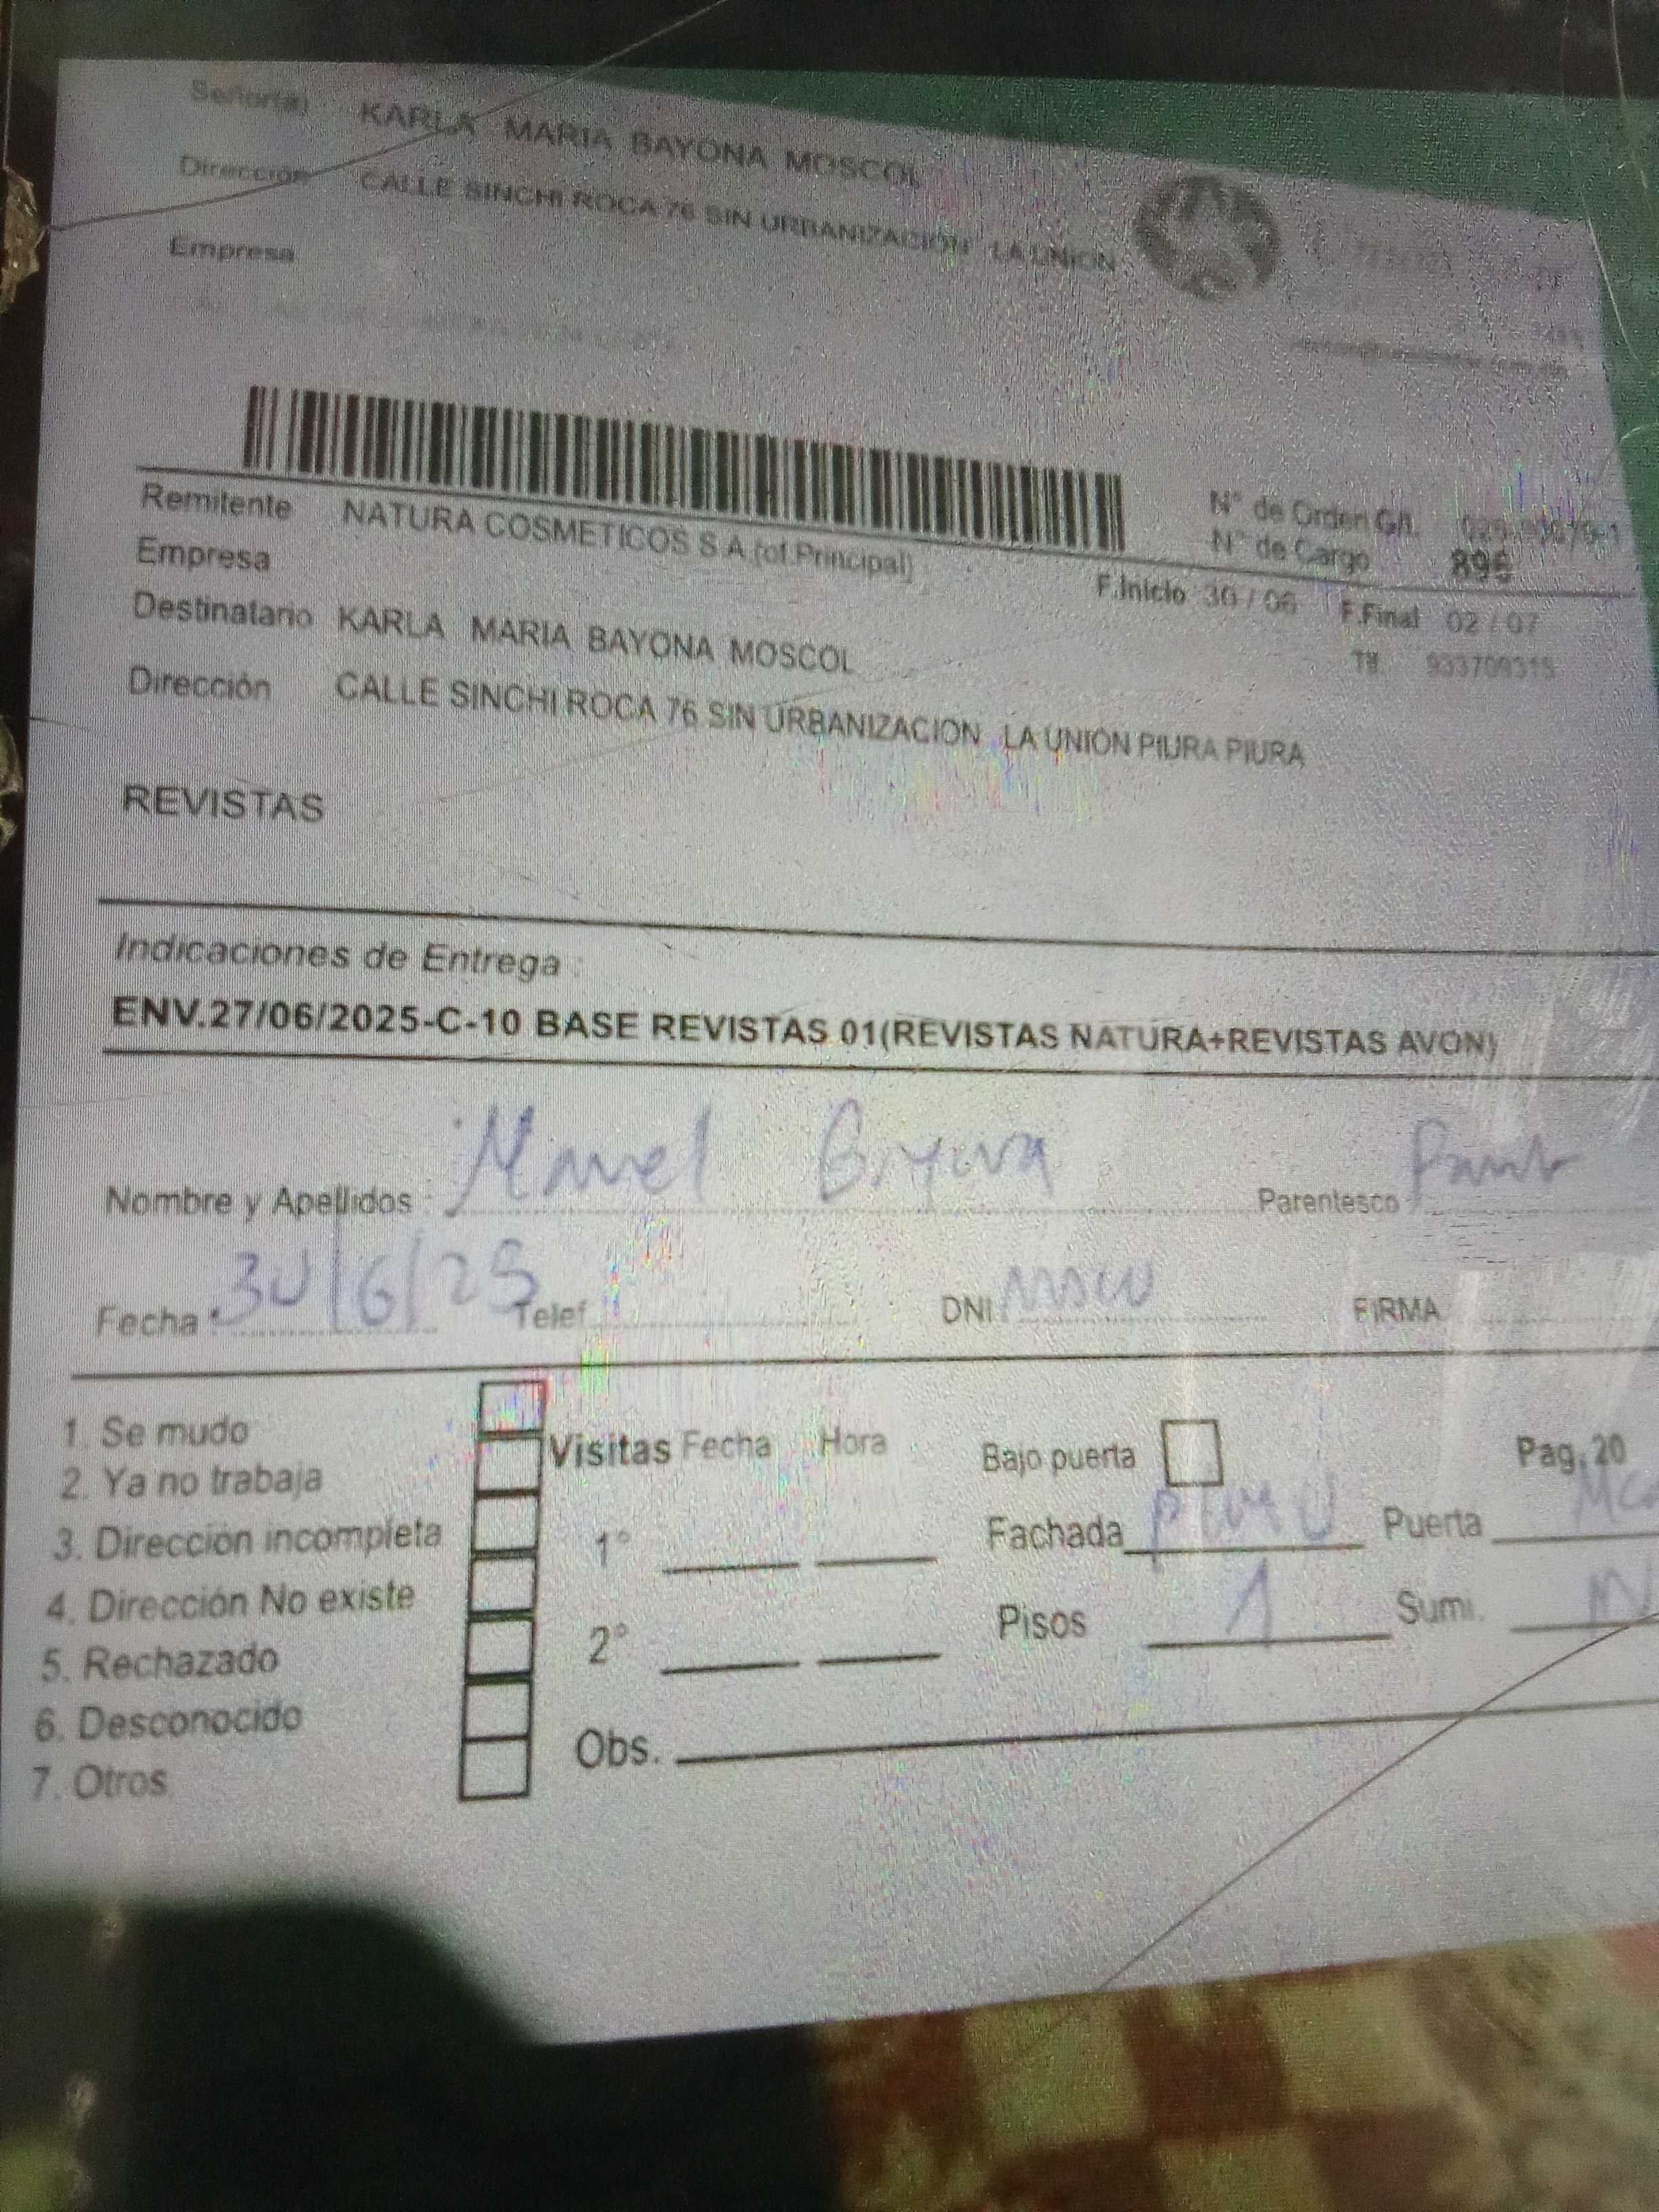 Señor(a) KARLA MARIA BAYONA MOSCOL
Dirección CALLE SINCHI ROCA 76 SIN URBANIZACION LA UNION
Empresa
N° de Orden G/I.
N° de Cargo 896
Remitente NATURA COSMETICOS S.A.(of.Principal)
F.Inicio 30 / 06 F.Final 02 / 07
Empresa
Destinatario KARLA MARIA BAYONA MOSCOL
Tlf. 933709315
Dirección CALLE SINCHI ROCA 76 SIN URBANIZACION LA UNION PIURA PIURA
REVISTAS
Indicaciones de Entrega :
ENV.27/06/2025-C-10 BASE REVISTAS 01(REVISTAS NATURA+REVISTAS AVON)
Nombre y Apellidos : Parentesco
Fecha : 30/6/25 Telef DNI FIRMA
1. Se mudo
2. Ya no trabaja
3. Dirección incompleta
4. Dirección No existe
5. Rechazado
6. Desconocido
7. Otros
Visitas Fecha Hora
1°
2°
Obs.
Bajo puerta Pag. 20
Fachada Puerta
Pisos 1 Sumi.